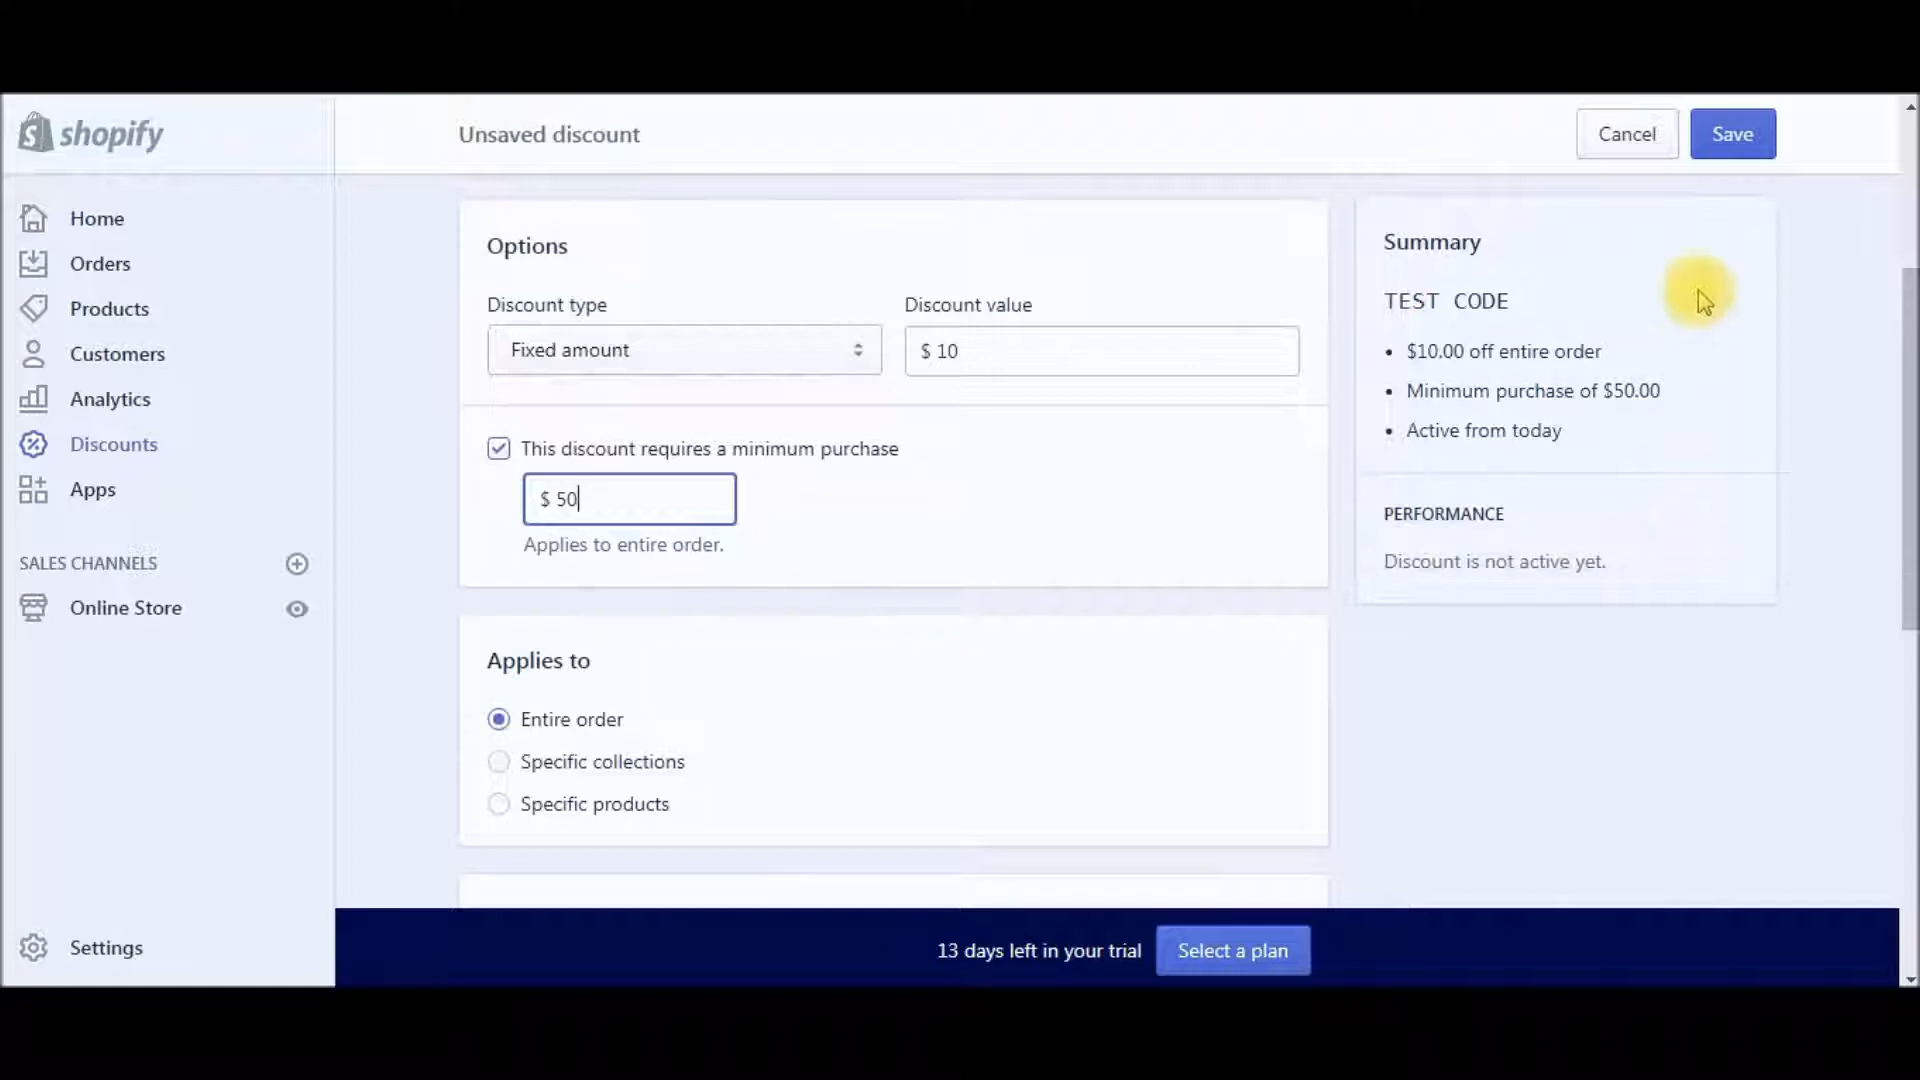 shopify
Unsaved discount
Cancel
Save
Home
Orders
Products
Customers
Analytics
Discounts
Apps
SALES CHANNELS
Online Store
Settings
Options
Discount type
Discount value
Fixed amount
$ 10
This discount requires a minimum purchase
$ 50
Applies to entire order.
Applies to
Entire order
Specific collections
Specific products
Summary
TEST CODE
• $10.00 off entire order
• Minimum purchase of $50.00
• Active from today
PERFORMANCE
Discount is not active yet.
13 days left in your trial
Select a plan